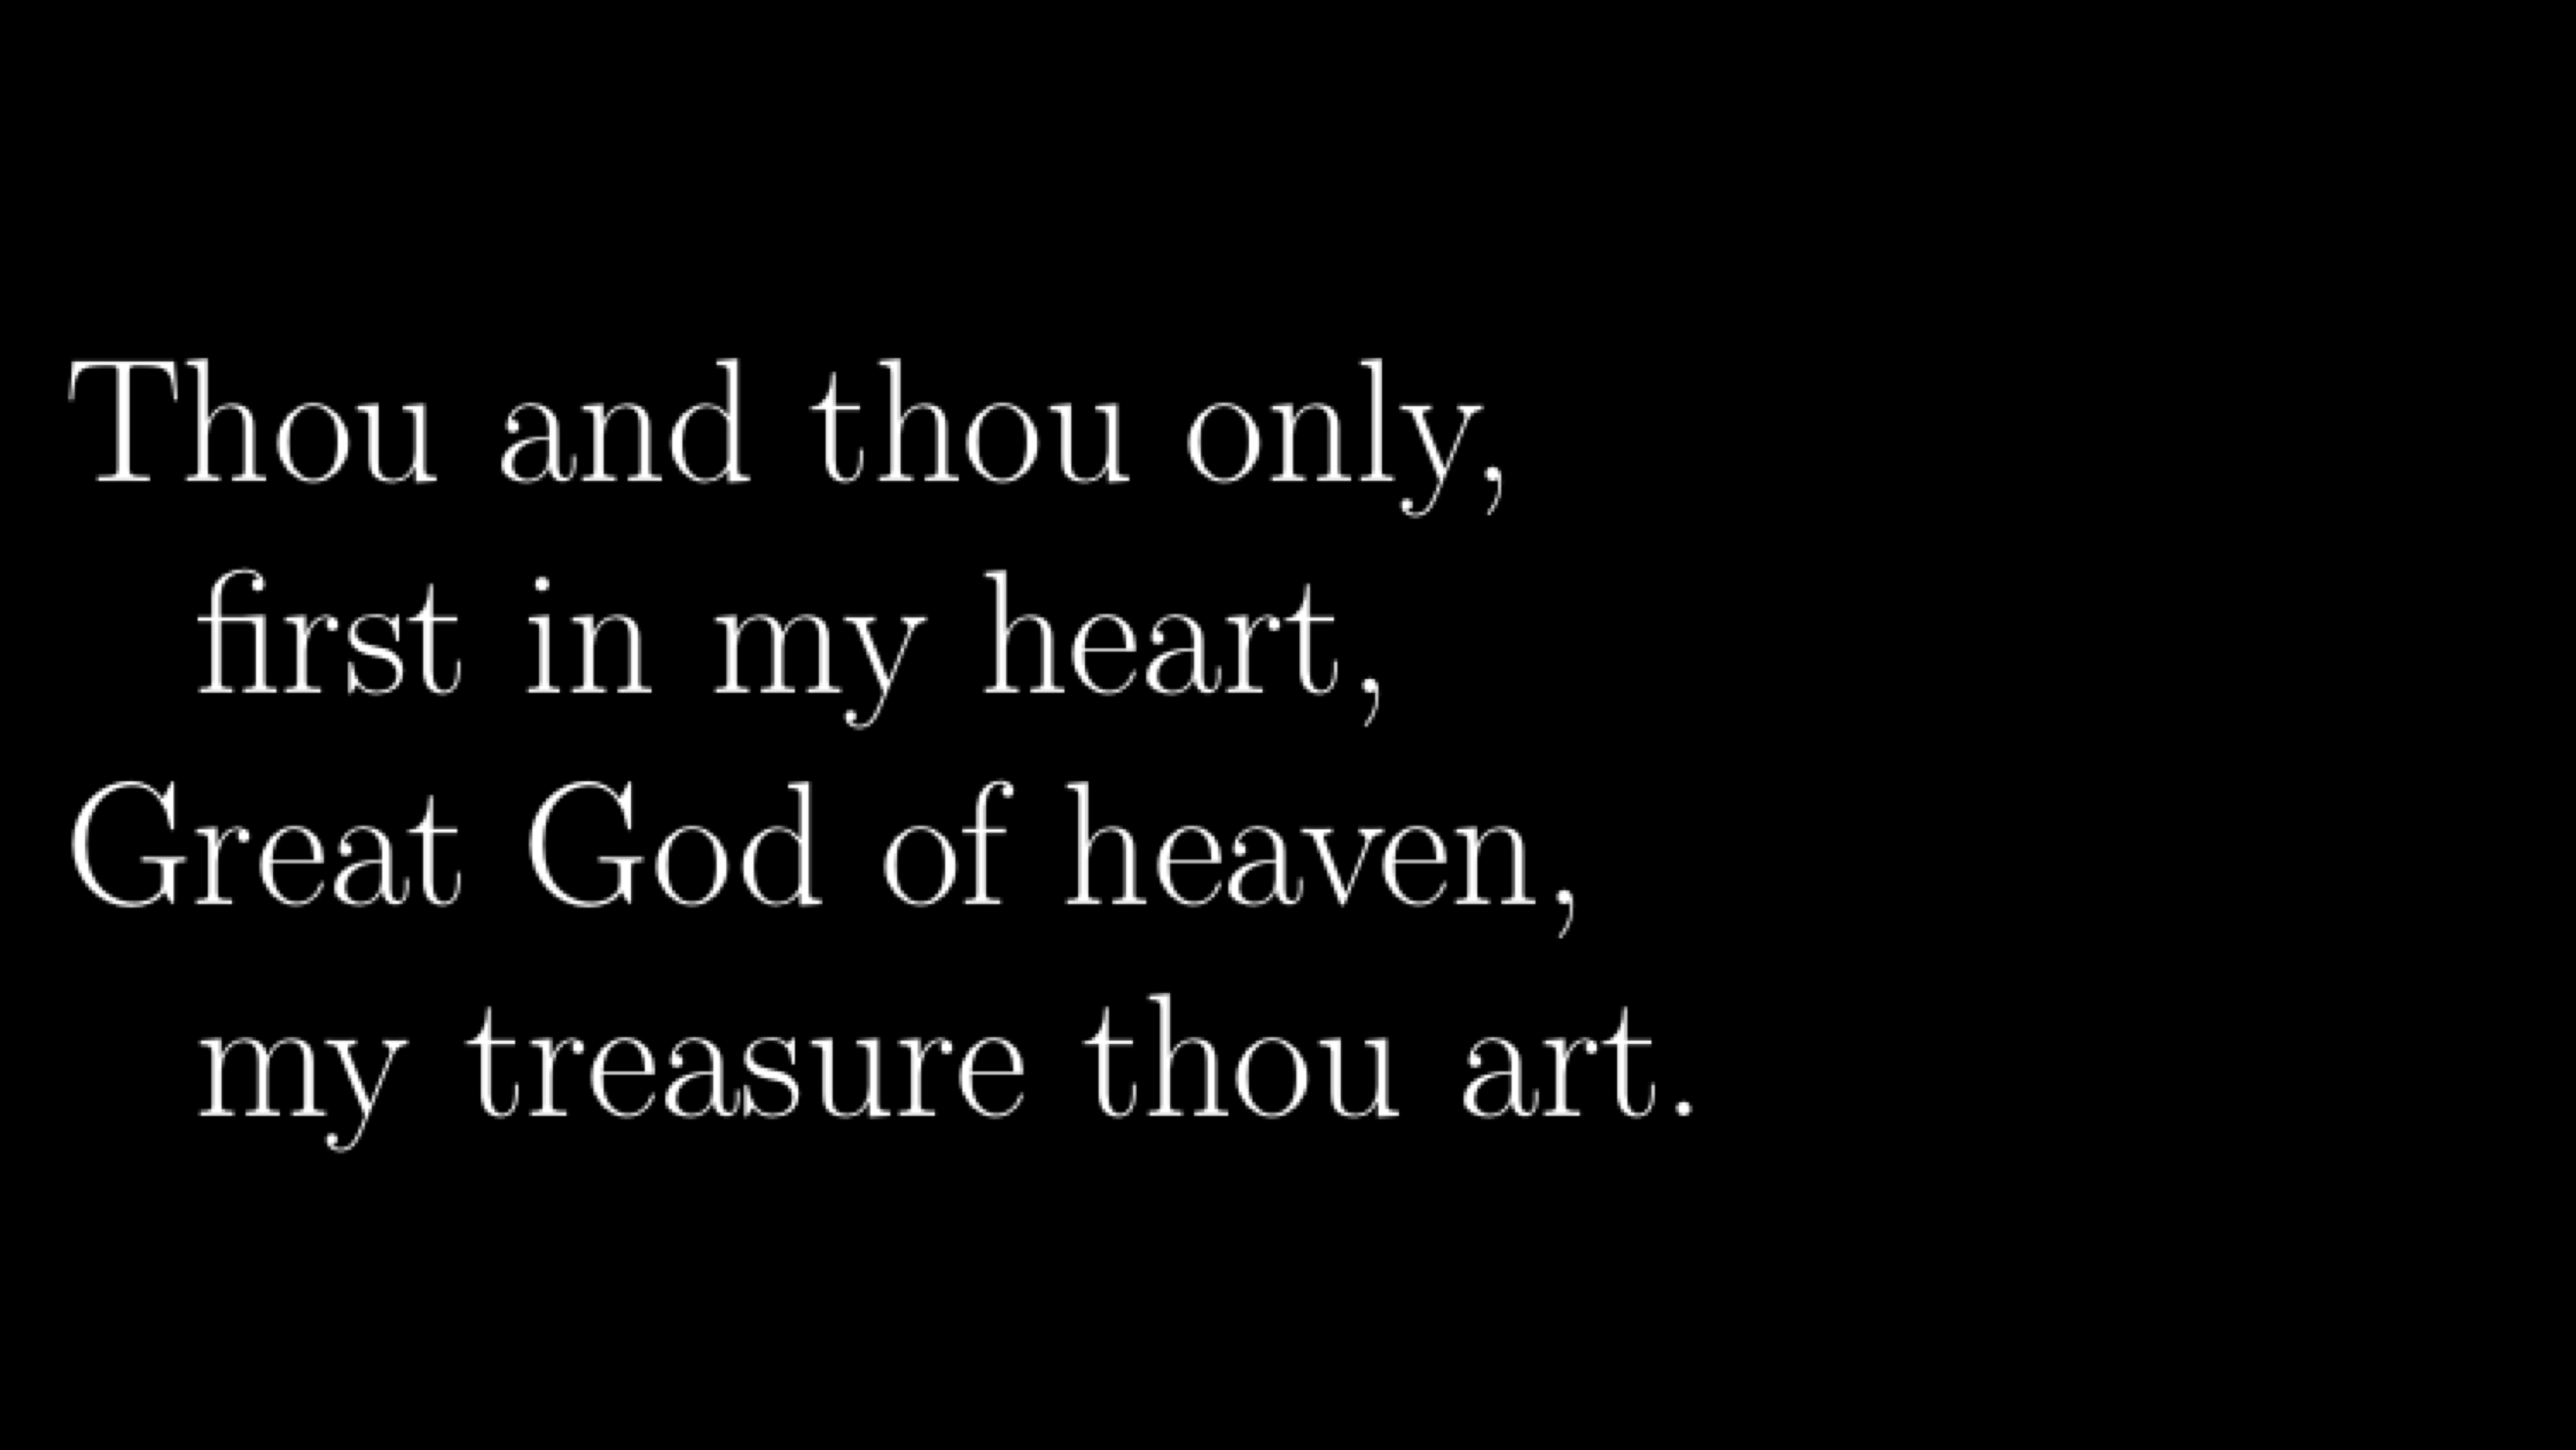 Thou and thou only,
first in my heart,
Great God of heaven,
my treasure thou art.